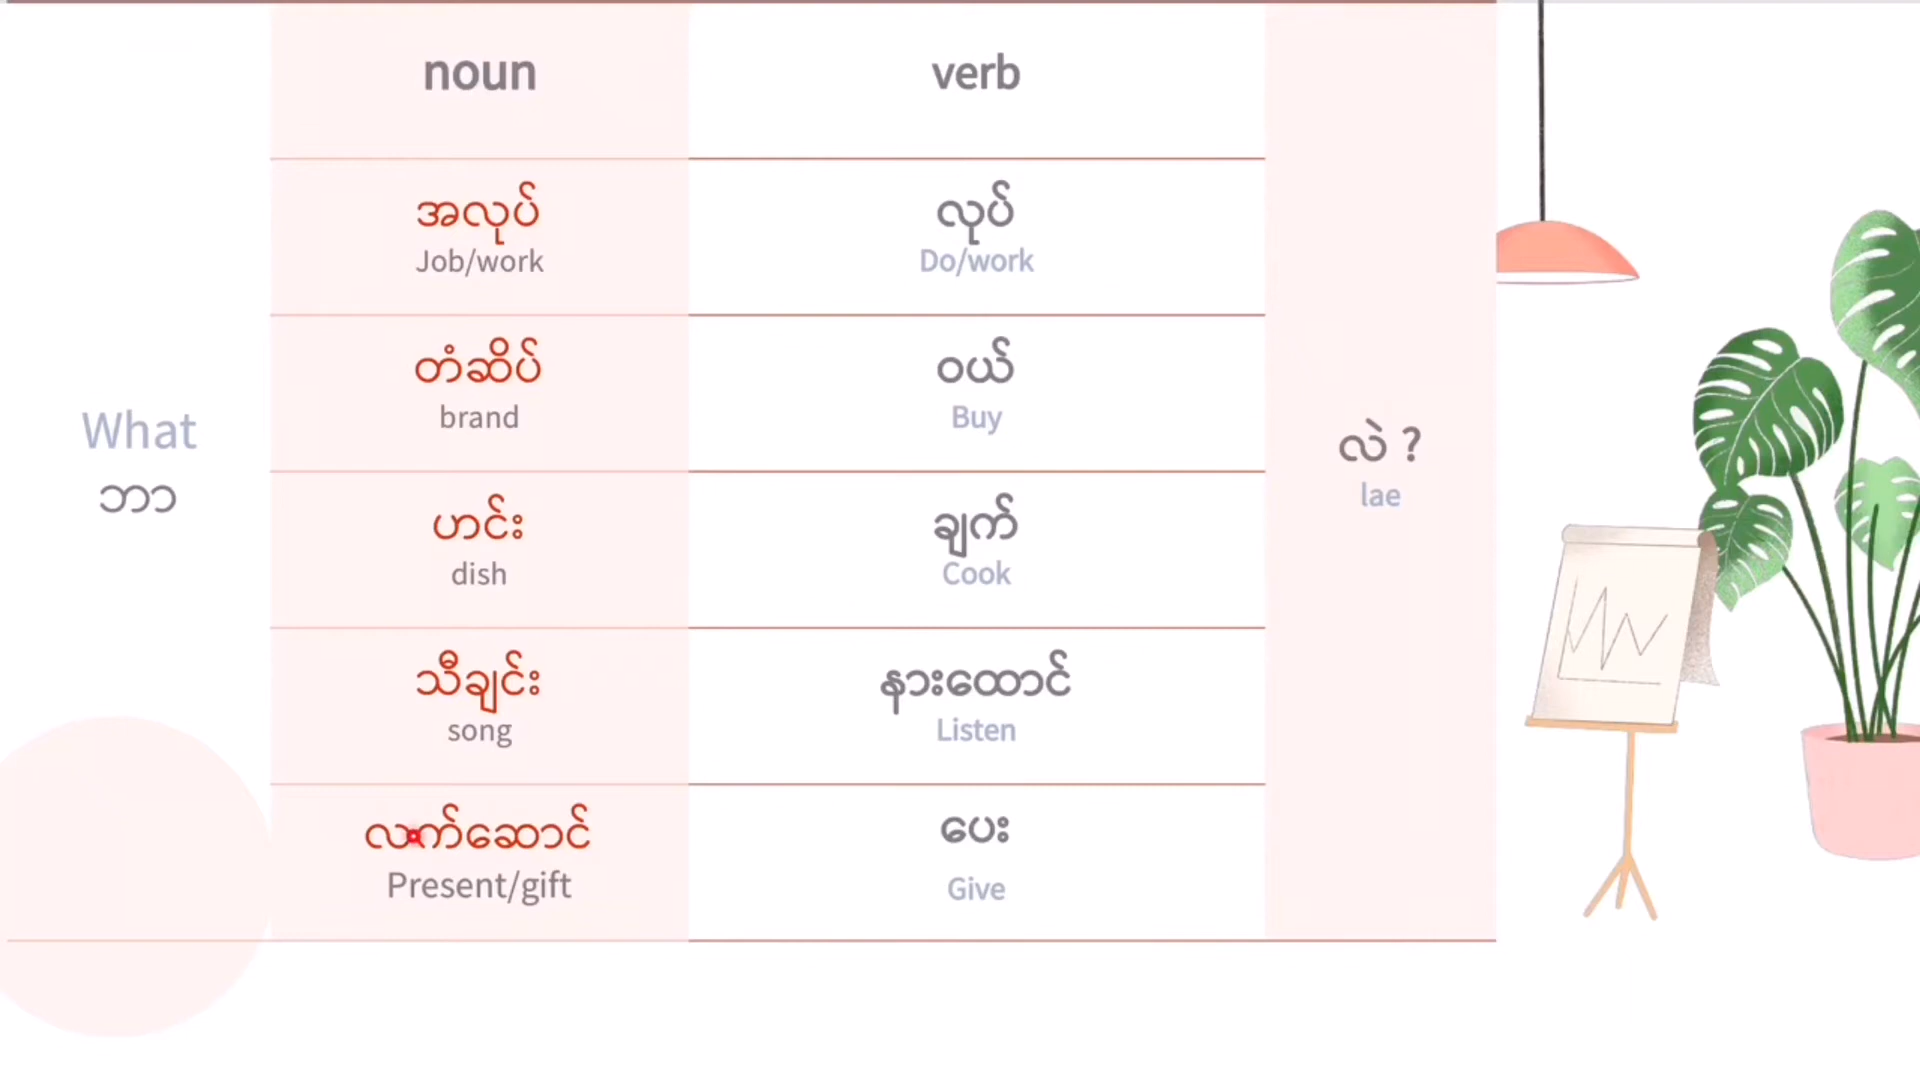 noun
verb
အလုပ်
Job/work
လုပ်
Do/work
တံဆိပ်
brand
ဝယ်
Buy
What
ဘာ
ဟင်း
dish
ချက်
Cook
လဲ ?
lae
သီချင်း
song
နားထောင်
Listen
လက်ဆောင်
Present/gift
ပေး
Give